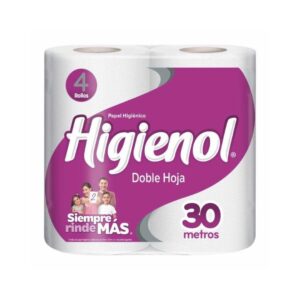 4
Rollos
Papel Higiénico
Higienol®
Doble Hoja
Siempre
rinde MÁS
30
metros